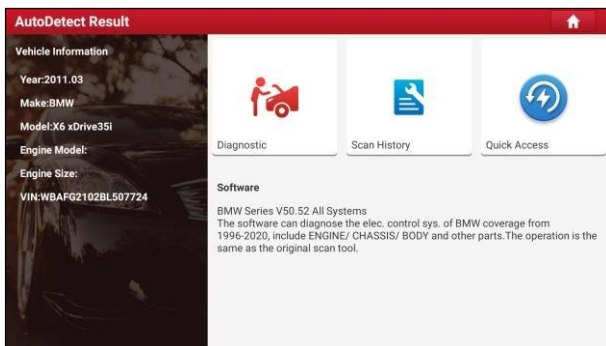 AutoDetect Result
Vehicle Information
Year:2011.03
Make:BMW
Model:X6 xDrive35i
Engine Model:
Engine Size:
VIN:WBAFG2102BL507724
Diagnostic
Scan History
Quick Access
Software
BMW Series V50.52 All Systems
The software can diagnose the elec. control sys. of BMW coverage from
1996-2020, include ENGINE/ CHASSIS/ BODY and other parts.The operation is the
same as the original scan tool.